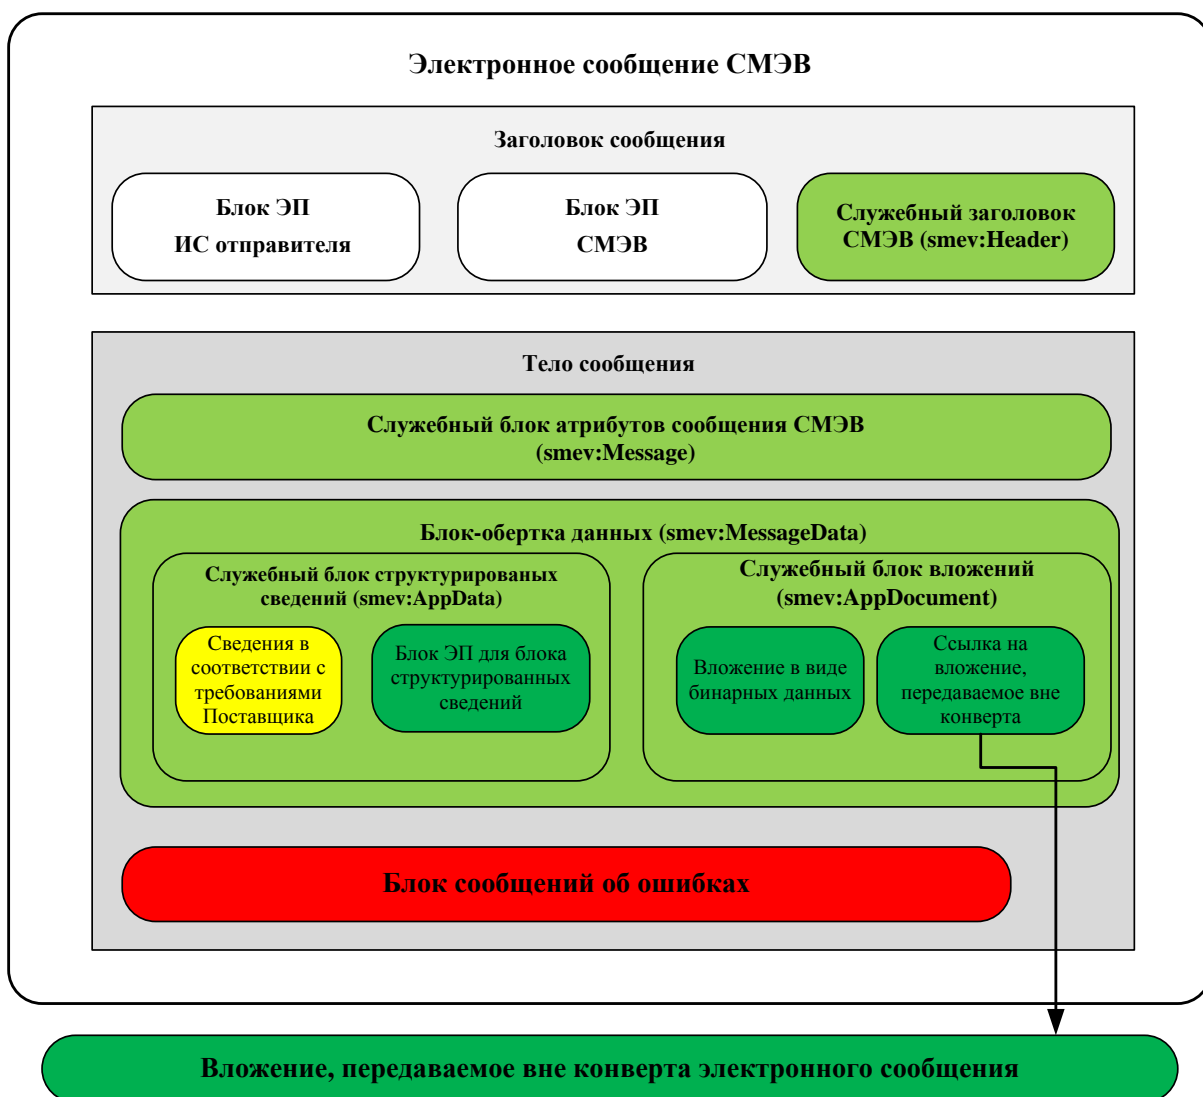 Электронное сообщение СМЭВ
Заголовок сообщения
Блок ЭП
ИС отправителя
Блок ЭП
СМЭВ
Служебный заголовок
СМЭВ (smev:Header)
Тело сообщения
Служебный блок атрибутов сообщения СМЭВ
(smev:Message)
Блок-обертка данных (smev:MessageData)
Служебный блок структурированых
сведений (smev:AppData)
Сведения в
соответствии с
требованиями
Поставщика
Блок ЭП для блока
структурированных
сведений
Служебный блок вложений
(smev:AppDocument)
Вложение в виде
бинарных данных
Ссылка на
вложение,
передаваемое вне
конверта
Блок сообщений об ошибках
Вложение, передаваемое вне конверта электронного сообщения